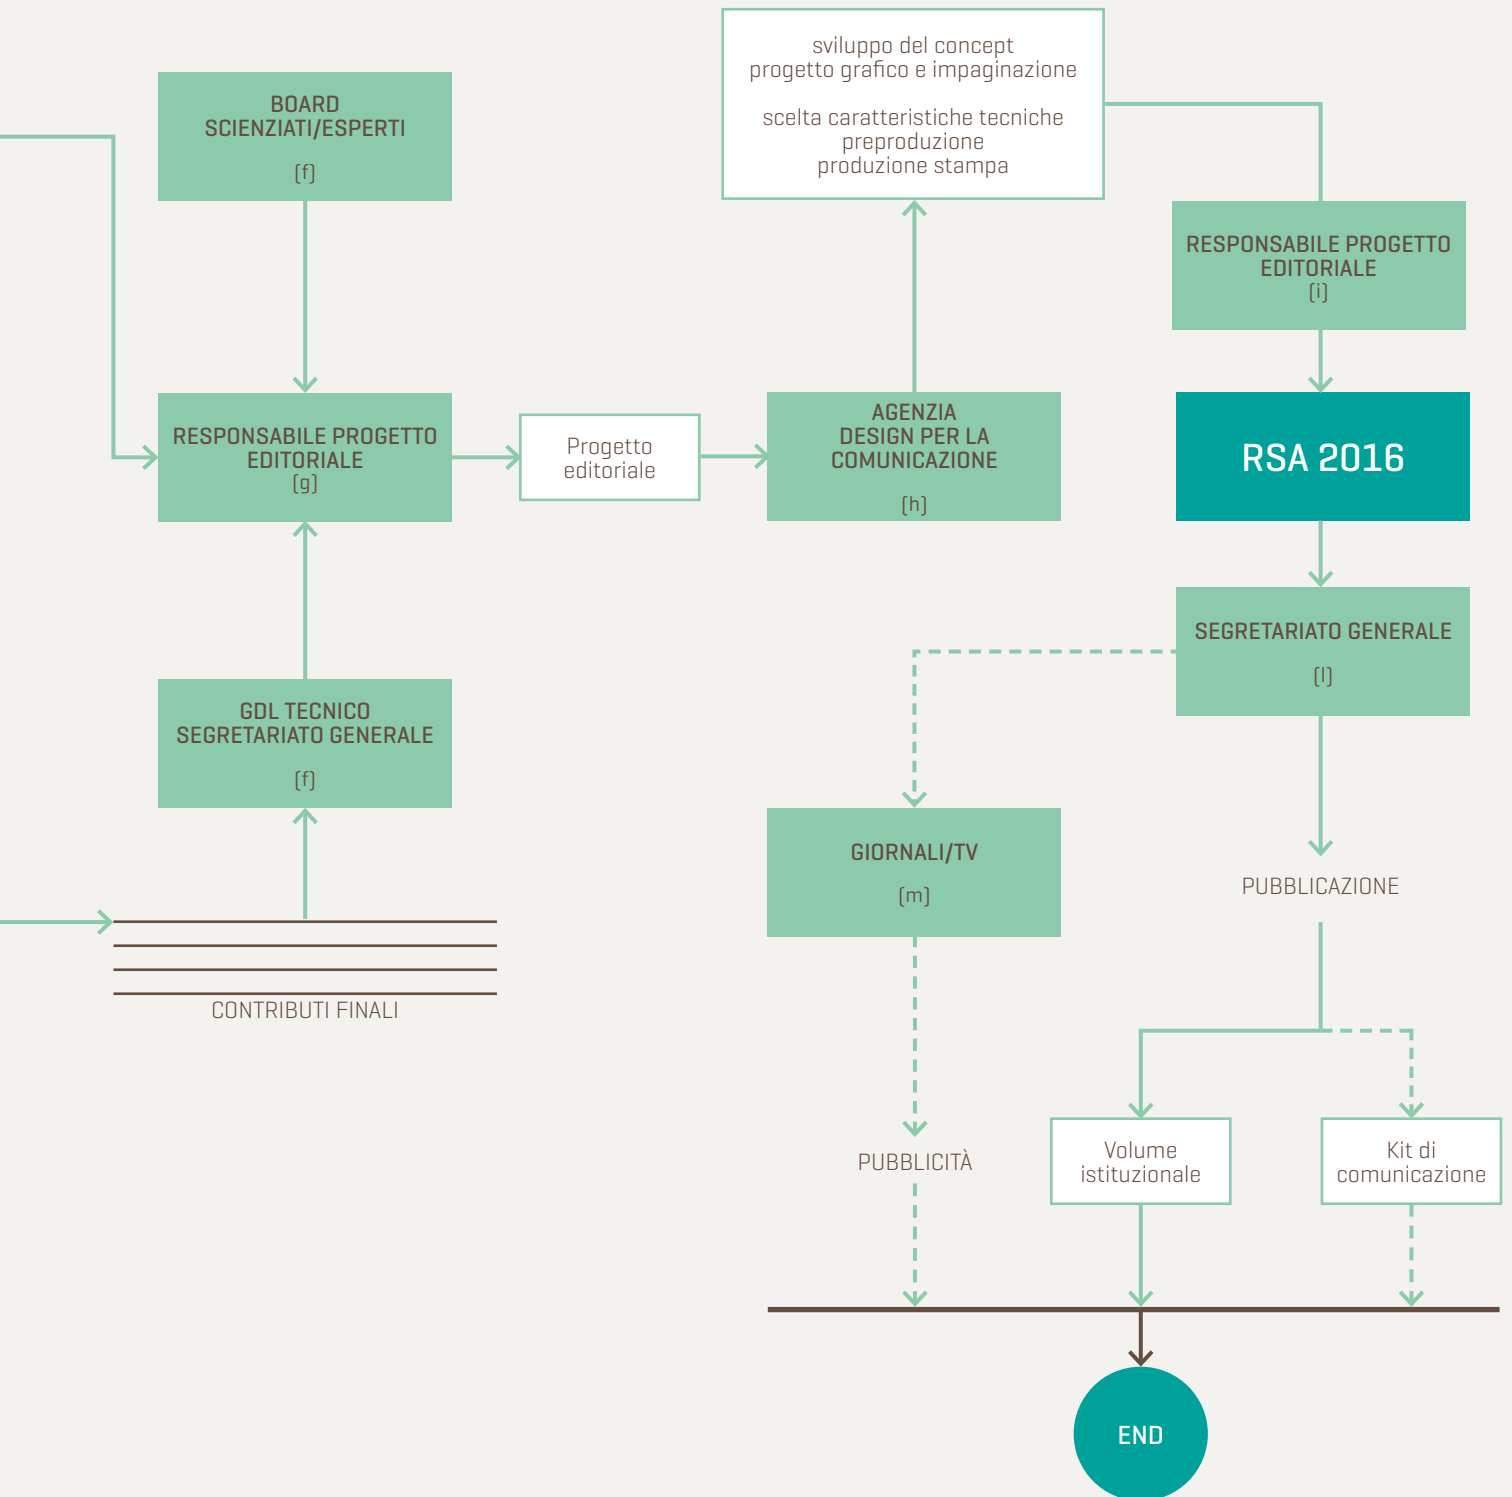 sviluppo del concept
progetto grafico e impaginazione
scelta caratteristiche tecniche
preproduzione
produzione stampa
BOARD
SCIENZIATI/ESPERTI
(f)
RESPONSABILE PROGETTO
EDITORIALE
(i)
RESPONSABILE PROGETTO
EDITORIALE
(g)
Progetto
editoriale
AGENZIA
DESIGN PER LA
COMUNICAZIONE
(h)
RSA 2016
SEGRETARIATO GENERALE
(l)
GDL TECNICO
SEGRETARIATO GENERALE
(f)
GIORNALI/TV
(m)
PUBBLICAZIONE
CONTRIBUTI FINALI
PUBBLICITÀ
Volume
istituzionale
Kit di
comunicazione
END